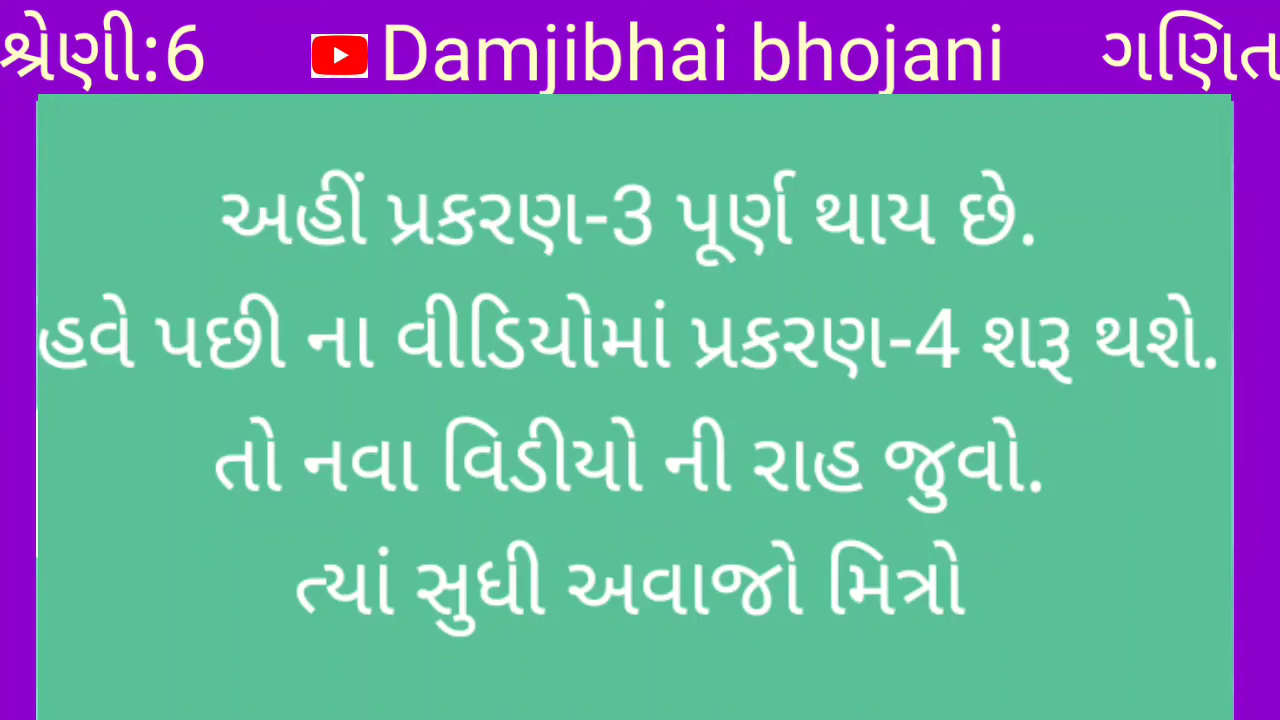 શ્રેણી:6 Damjibhai bhojani ગણિત
અહીં પ્રકરણ-3 પૂર્ણ થાય છે.
હવે પછી ના વીડિયોમાં પ્રકરણ-4 શરૂ થશે.
તો નવા વિડીયો ની રાહ જુવો.
ત્યાં સુધી અવાજો મિત્રો